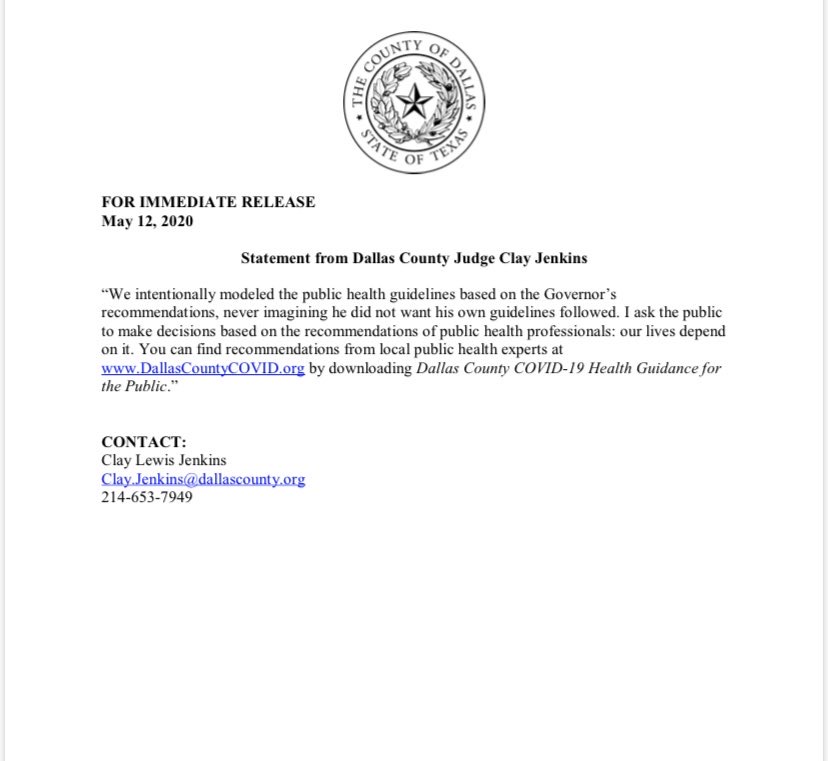 THE COUNTY OF DALLAS
STATE OF TEXAS
FOR IMMEDIATE RELEASE
May 12, 2020
Statement from Dallas County Judge Clay Jenkins
“We intentionally modeled the public health guidelines based on the Governor’s
recommendations, never imagining he did not want his own guidelines followed. I ask the public
to make decisions based on the recommendations of public health professionals: our lives depend
on it. You can find recommendations from local public health experts at
www.DallasCountyCOVID.org by downloading Dallas County COVID-19 Health Guidance for
the Public.”
CONTACT:
Clay Lewis Jenkins
Clay.Jenkins@dallascounty.org
214-653-7949